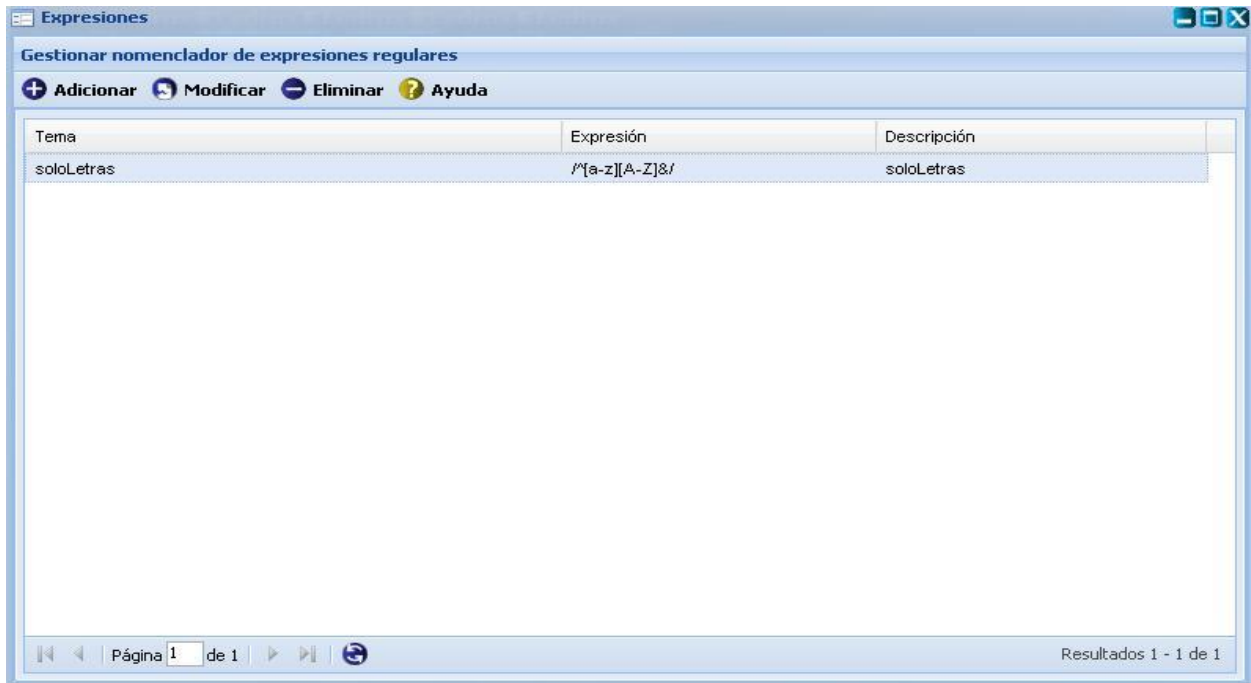 Expresiones
Gestionar nomenclador de expresiones regulares
Adicionar Modificar Eliminar Ayuda
Tema Expresión Descripción
soloLetras /^[a-z][A-Z]&/ soloLetras
Página 1 de 1 Resultados 1 - 1 de 1